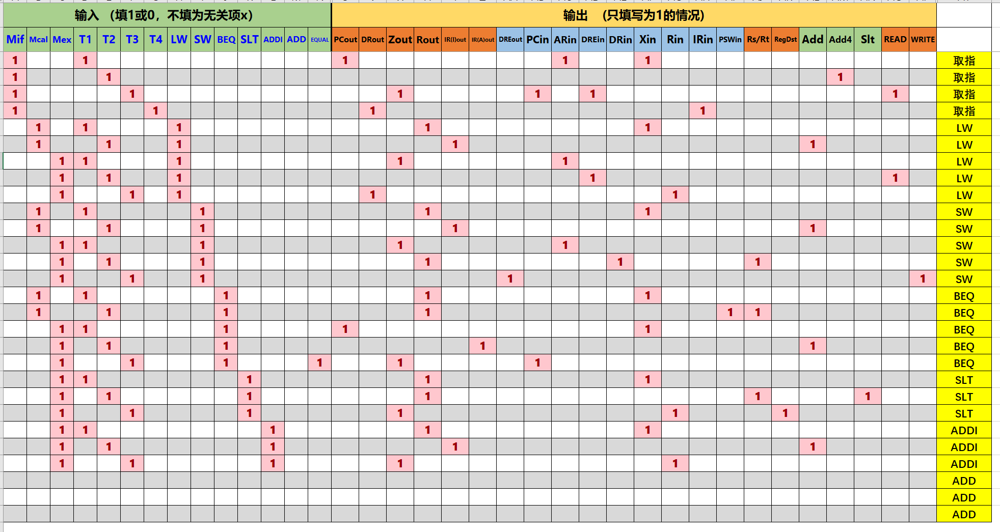 输入 （填1或0，不填为无关项x） 输出 （只填写为1的情况）
Mif Mcal Mex T1 T2 T3 T4 LW SW BEQ SLT ADDI ADD EQUAL PCout DRout Zout Rout IR(I)out IR(A)out DREout PCin ARin DREin DRin Xin Rin IRin PSWin Rs/Rt RegDst Add Add4 Slt READ WRITE
1 1 1 1 1 取指
1 1 1 取指
1 1 1 1 1 1 取指
1 1 1 1 取指
1 1 1 1 1 LW
1 1 1 1 1 LW
1 1 1 1 1 LW
1 1 1 1 1 LW
1 1 1 1 1 LW
1 1 1 1 1 SW
1 1 1 1 1 SW
1 1 1 1 1 SW
1 1 1 1 1 1 SW
1 1 1 1 1 SW
1 1 1 1 1 BEQ
1 1 1 1 1 1 BEQ
1 1 1 1 1 BEQ
1 1 1 1 1 BEQ
1 1 1 1 1 1 BEQ
1 1 1 1 1 SLT
1 1 1 1 1 1 SLT
1 1 1 1 1 1 SLT
1 1 1 1 1 ADDI
1 1 1 1 1 ADDI
1 1 1 1 1 ADDI
ADD
ADD
ADD